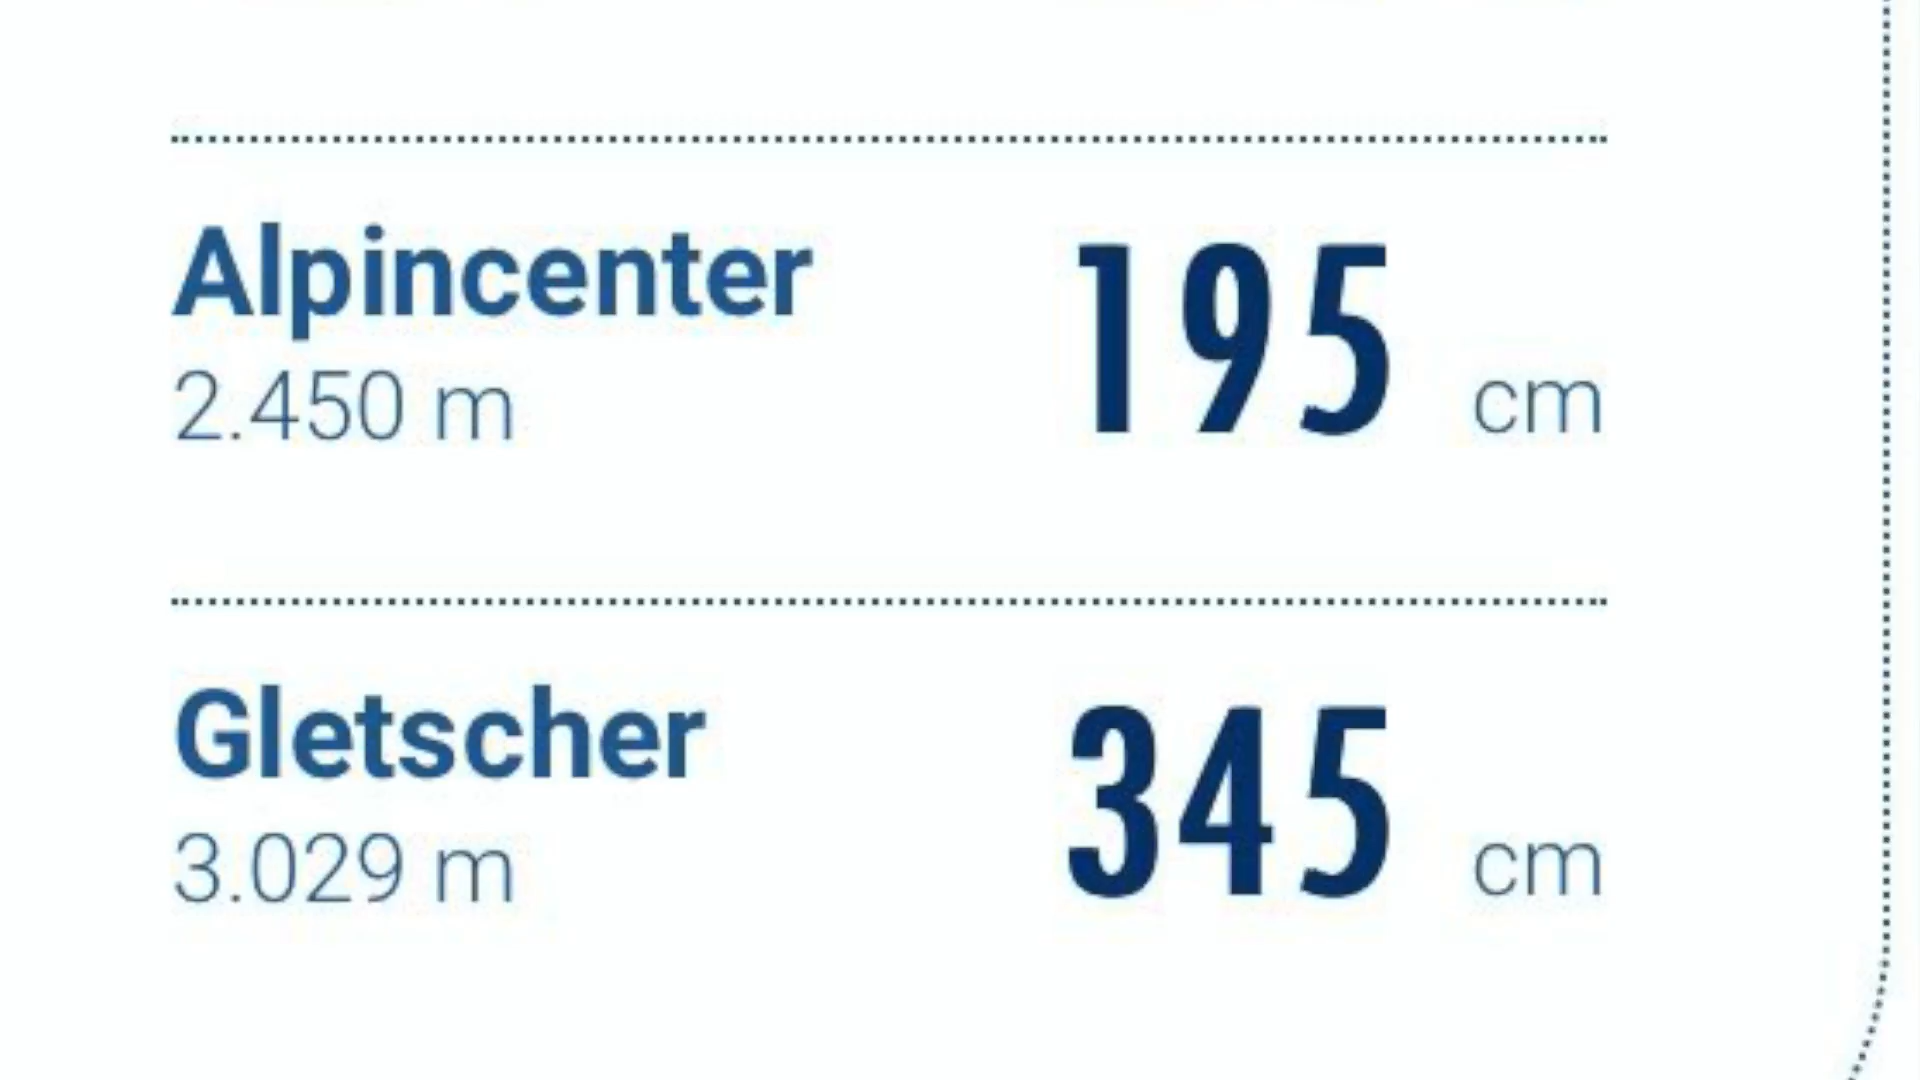 Alpincenter
195 cm
2.450 m
Gletscher
345 cm
3.029 m